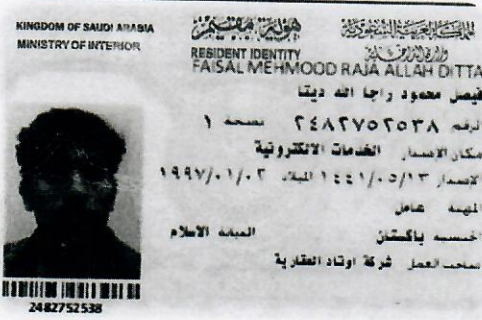 KINGDOM OF SAUDI ARABIA
MINISTRY OF INTERIOR
المملكة العربية السعودية
وزارة الداخلية
هوية مقيم
RESIDENT IDENTITY
FAISAL MEHMOOD RAJA ALLAH DITTA
فيصل محمود راجا الله ديتا
الرقم ٢٤٨٢٧٥٢٥٣٨ نسخة ١
مكان الاصدار الخدمات الالكترونية
الاصدار ١٤٤١/٠٥/١٣ الميلاد ١٩٩٧/٠١/٠٢
المهنة عامل
الجنسية باكستان الديانة الاسلام
صاحب العمل شركة اوتاد العقارية
2482752538